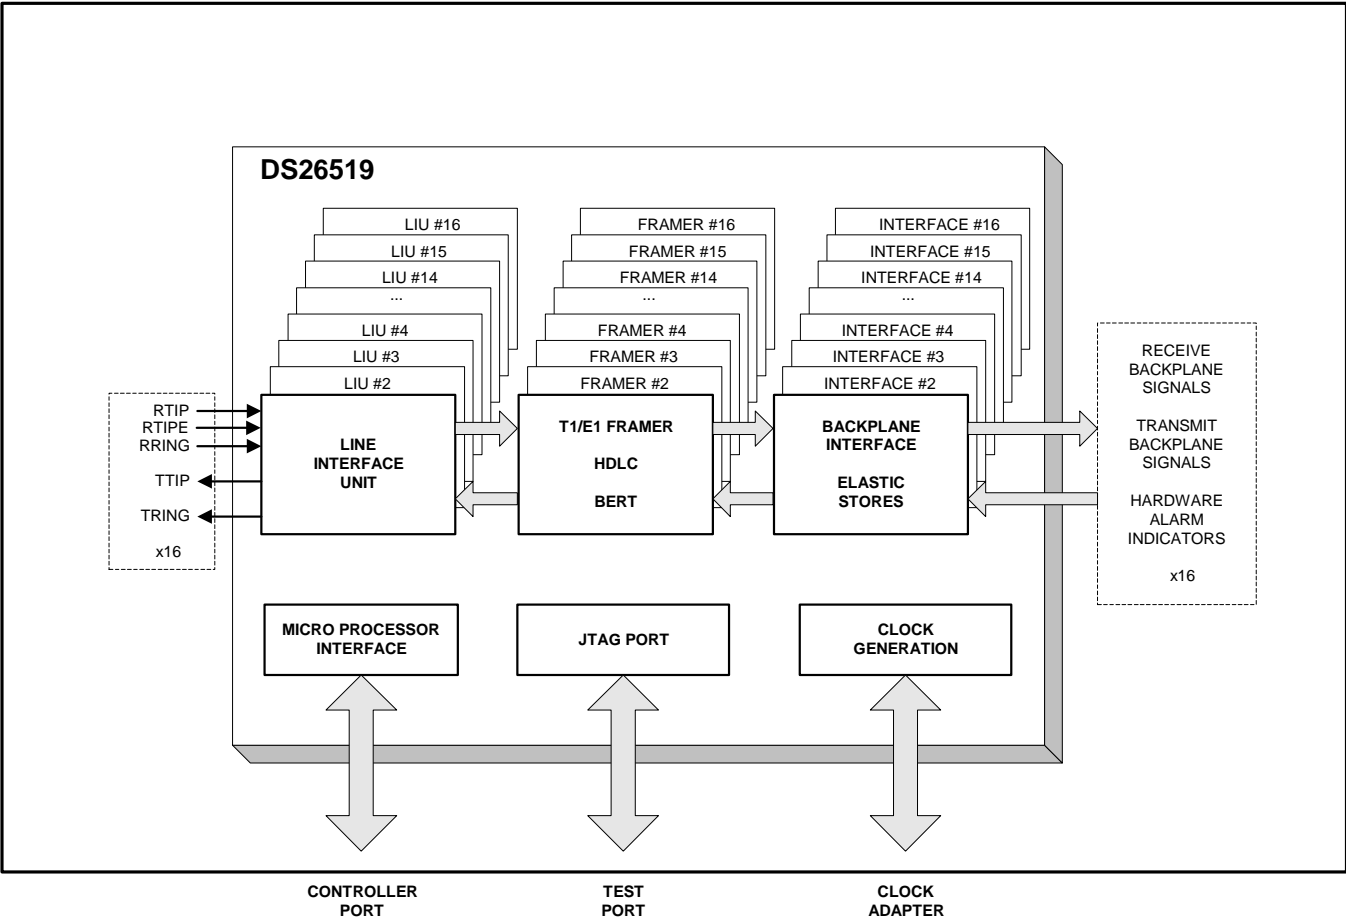 DS26519
LIU #16
LIU #15
LIU #14
...
LIU #4
LIU #3
LIU #2
LINE
INTERFACE
UNIT
FRAMER #16
FRAMER #15
FRAMER #14
...
FRAMER #4
FRAMER #3
FRAMER #2
T1/E1 FRAMER
HDLC
BERT
INTERFACE #16
INTERFACE #15
INTERFACE #14
...
INTERFACE #4
INTERFACE #3
INTERFACE #2
BACKPLANE
INTERFACE
ELASTIC
STORES
RTIP
RTIPE
RRING
TTIP
TRING
x16
RECEIVE
BACKPLANE
SIGNALS
TRANSMIT
BACKPLANE
SIGNALS
HARDWARE
ALARM
INDICATORS
x16
MICRO PROCESSOR
INTERFACE
JTAG PORT
CLOCK
GENERATION
CONTROLLER
PORT
TEST
PORT
CLOCK
ADAPTER